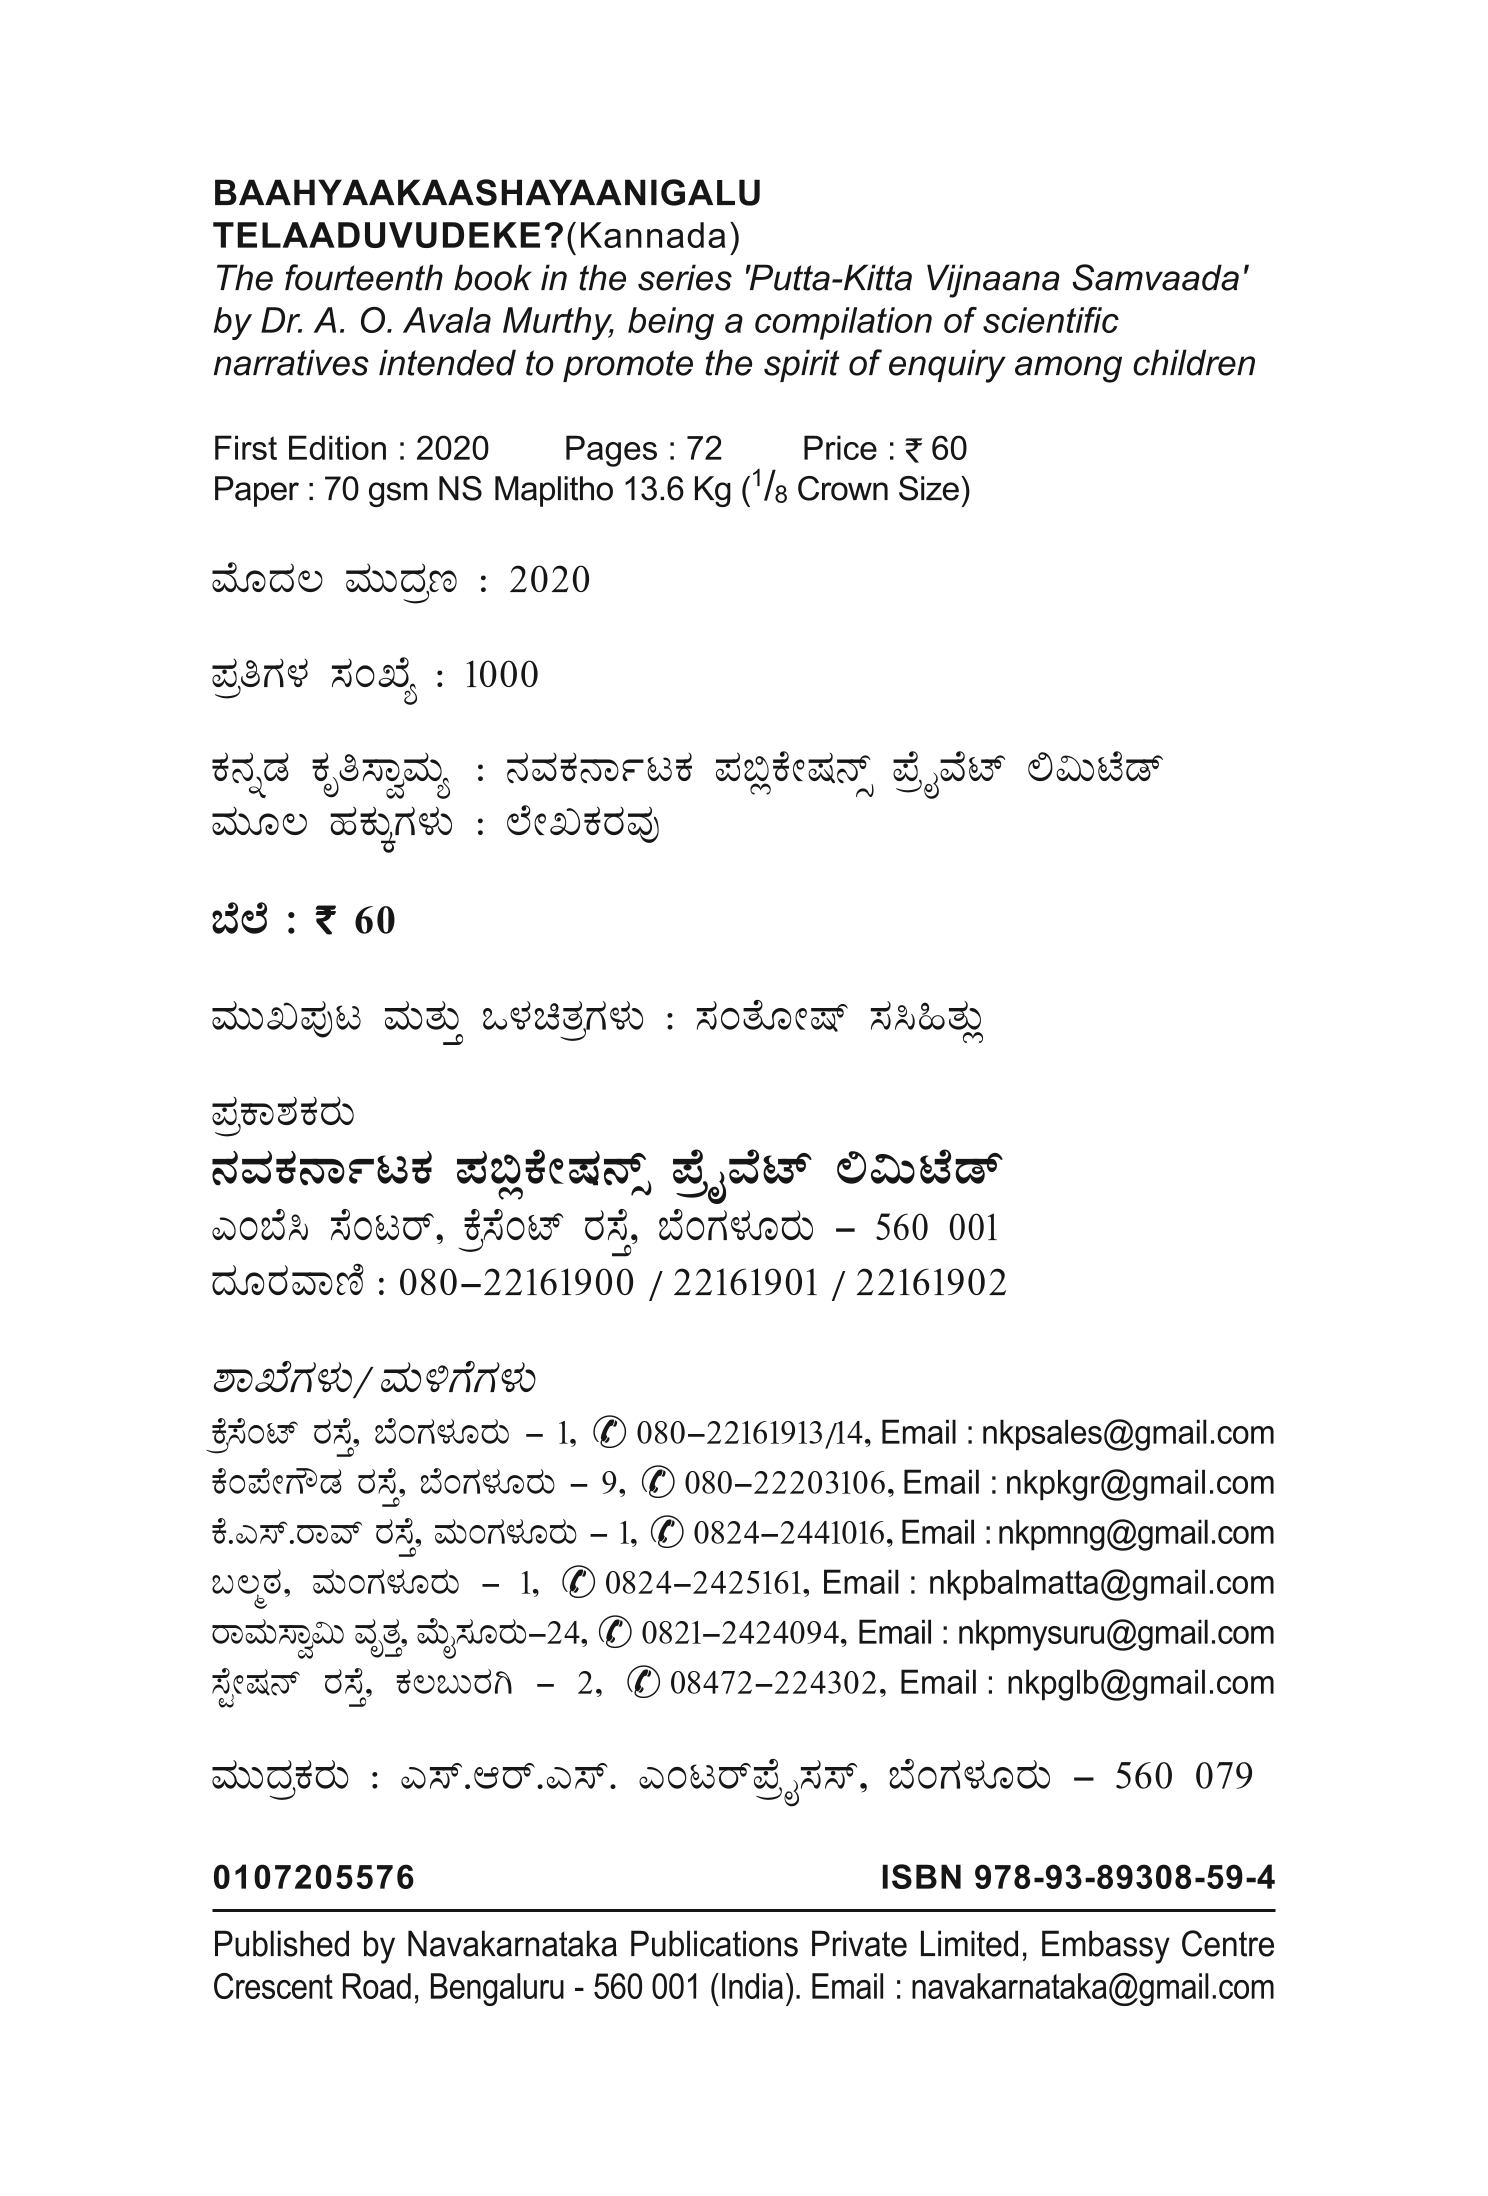 BAAHYAAKAASHAYAANIGALU
TELAADUVUDEKE?(Kannada)
The fourteenth book in the series 'Putta-Kitta Vijnaana Samvaada'
by Dr. A. O. Avala Murthy, being a compilation of scientific
narratives intended to promote the spirit of enquiry among children
First Edition : 2020 Pages : 72 Price : ₹ 60
Paper : 70 gsm NS Maplitho 13.6 Kg (1/8 Crown Size)
ಮೊದಲ ಮುದ್ರಣ : 2020
ಪ್ರತಿಗಳ ಸಂಖ್ಯೆ : 1000
ಕನ್ನಡ ಕೃತಿಸ್ವಾಮ್ಯ : ನವಕರ್ನಾಟಕ ಪಬ್ಲಿಕೇಷನ್ಸ್ ಪ್ರೈವೆಟ್ ಲಿಮಿಟೆಡ್
ಮೂಲ ಹಕ್ಕುಗಳು : ಲೇಖಕರವು
ಬೆಲೆ : ₹ 60
ಮುಖಪುಟ ಮತ್ತು ಒಳಚಿತ್ರಗಳು : ಸಂತೋಷ್ ಸಸಿಹಿತ್ಲು
ಪ್ರಕಾಶಕರು
ನವಕರ್ನಾಟಕ ಪಬ್ಲಿಕೇಷನ್ಸ್ ಪ್ರೈವೆಟ್ ಲಿಮಿಟೆಡ್
ಎಂಬೆಸಿ ಸೆಂಟರ್, ಕ್ರೆಸೆಂಟ್ ರಸ್ತೆ, ಬೆಂಗಳೂರು – 560 001
ದೂರವಾಣಿ : 080–22161900 / 22161901 / 22161902
ಶಾಖೆಗಳು/ ಮಳಿಗೆಗಳು
ಕ್ರೆಸೆಂಟ್ ರಸ್ತೆ, ಬೆಂಗಳೂರು – 1, ✆ 080–22161913/14, Email : nkpsales@gmail.com
ಕೆಂಪೇಗೌಡ ರಸ್ತೆ, ಬೆಂಗಳೂರು – 9, ✆ 080–22203106, Email : nkpkgr@gmail.com
ಕೆ.ಎಸ್.ರಾವ್ ರಸ್ತೆ, ಮಂಗಳೂರು – 1, ✆ 0824–2441016, Email : nkpmng@gmail.com
ಬಲ್ಮಠ, ಮಂಗಳೂರು – 1, ✆ 0824–2425161, Email : nkpbalmatta@gmail.com
ರಾಮಸ್ವಾಮಿ ವೃತ್ತ, ಮೈಸೂರು–24, ✆ 0821–2424094, Email : nkpmysuru@gmail.com
ಸ್ಟೇಷನ್ ರಸ್ತೆ, ಕಲಬುರಗಿ – 2, ✆ 08472–224302, Email : nkpglb@gmail.com
ಮುದ್ರಕರು : ಎಸ್.ಆರ್.ಎಸ್. ಎಂಟರ್‌ಪ್ರೈಸಸ್, ಬೆಂಗಳೂರು – 560 079
0107205576 ISBN 978-93-89308-59-4
Published by Navakarnataka Publications Private Limited, Embassy Centre
Crescent Road, Bengaluru - 560 001 (India). Email : navakarnataka@gmail.com